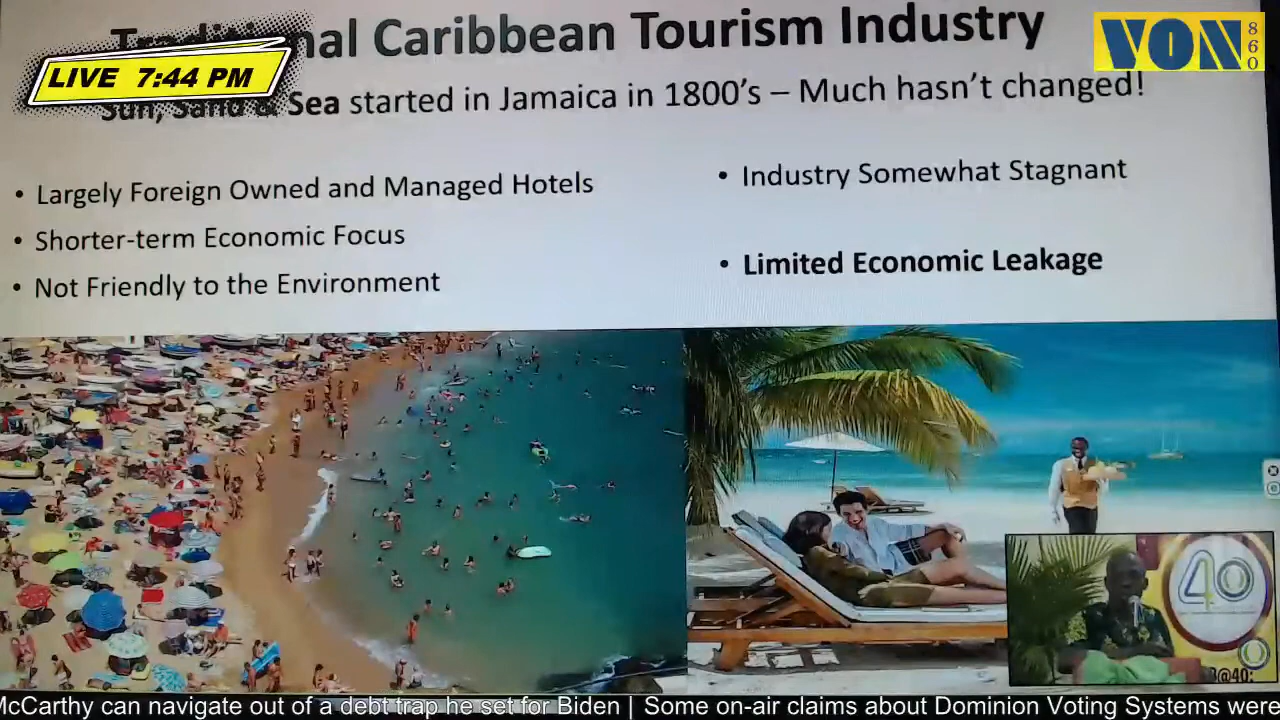 nal Caribbean Tourism Industry
VON
860
LIVE 7:44 PM
Sun, Sand & Sea started in Jamaica in 1800's – Much hasn't changed!
• Largely Foreign Owned and Managed Hotels
• Shorter-term Economic Focus
• Not Friendly to the Environment
• Industry Somewhat Stagnant
• Limited Economic Leakage
40
@40:
McCarthy can navigate out of a debt trap he set for Biden | Some on-air claims about Dominion Voting Systems were